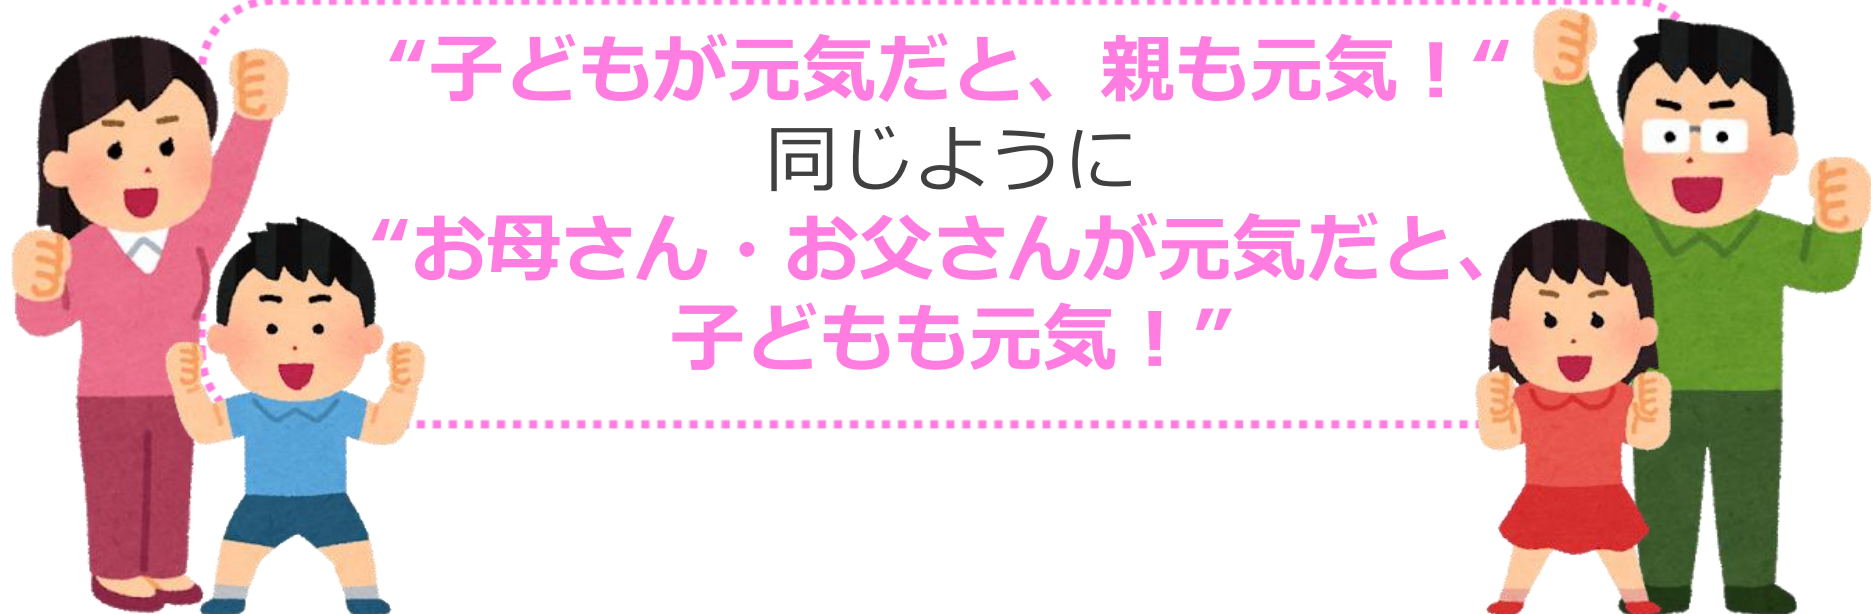 “子どもが元気だと、親も元気！“
同じように
“お母さん・お父さんが元気だと、
子どもも元気！”